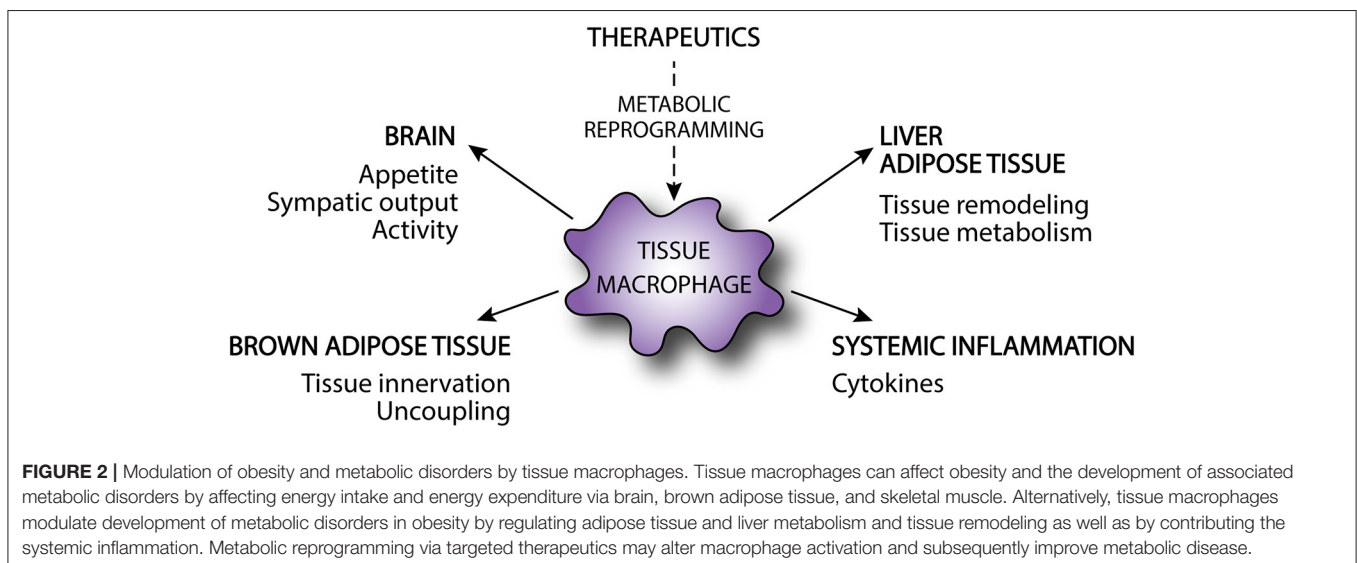 THERAPEUTICS
METABOLIC
REPROGRAMMING
BRAIN
Appetite
Sympatic output
Activity
LIVER
ADIPOSE TISSUE
Tissue remodeling
Tissue metabolism
TISSUE
MACROPHAGE
BROWN ADIPOSE TISSUE
Tissue innervation
Uncoupling
SYSTEMIC INFLAMMATION
Cytokines
FIGURE 2 | Modulation of obesity and metabolic disorders by tissue macrophages. Tissue macrophages can affect obesity and the development of associated
metabolic disorders by affecting energy intake and energy expenditure via brain, brown adipose tissue, and skeletal muscle. Alternatively, tissue macrophages
modulate development of metabolic disorders in obesity by regulating adipose tissue and liver metabolism and tissue remodeling as well as by contributing the
systemic inflammation. Metabolic reprogramming via targeted therapeutics may alter macrophage activation and subsequently improve metabolic disease.